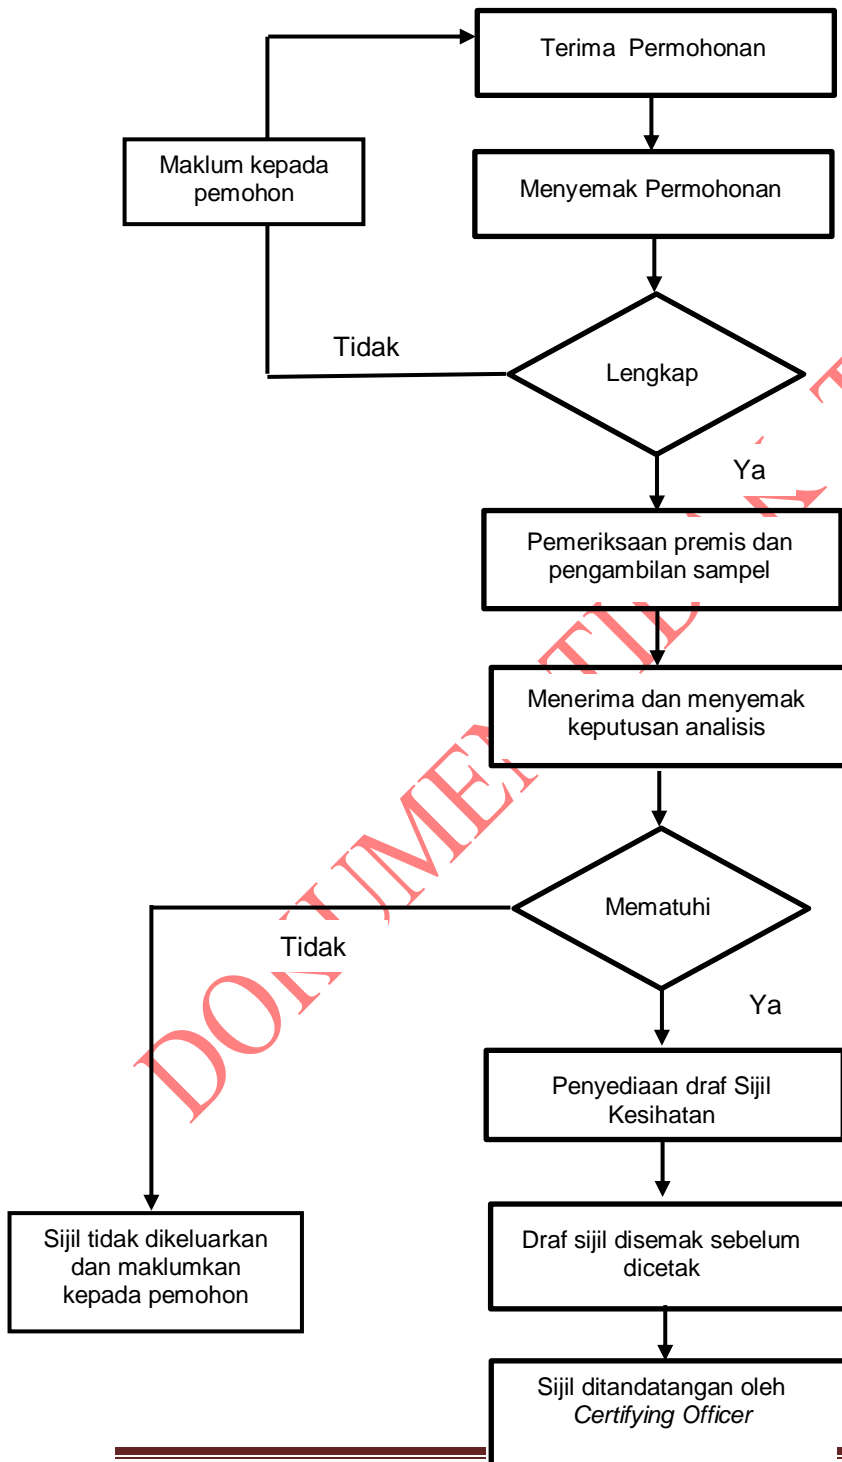 Terima Permohonan
Maklum kepada
pemohon
Menyemak Permohonan
Tidak
Lengkap
Ya
Pemeriksaan premis dan
pengambilan sampel
Menerima dan menyemak
keputusan analisis
Mematuhi
Tidak
Ya
Penyediaan draf Sijil
Kesihatan
Sijil tidak dikeluarkan
dan maklumkan
kepada pemohon
Draf sijil disemak sebelum
dicetak
Sijil ditandatangan oleh
Certifying Officer